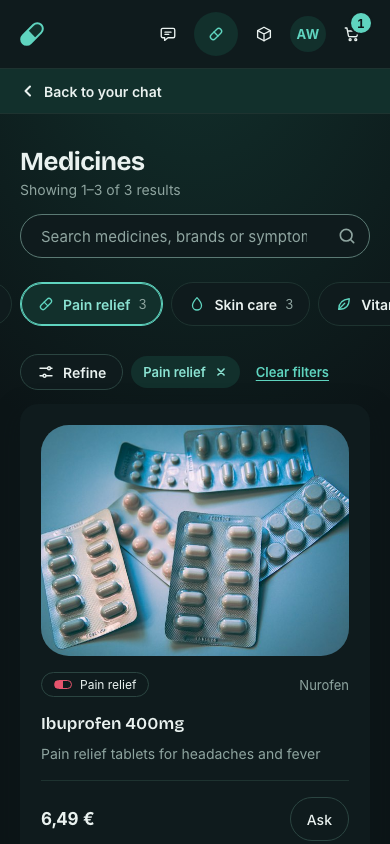 AW
1
Back to your chat
Medicines
Showing 1–3 of 3 results
Search medicines, brands or symptom
Pain relief 3
Skin care 3
Vitar
Refine
Pain relief ×
Clear filters
Pain relief
Nurofen
Ibuprofen 400mg
Pain relief tablets for headaches and fever
6,49 €
Ask